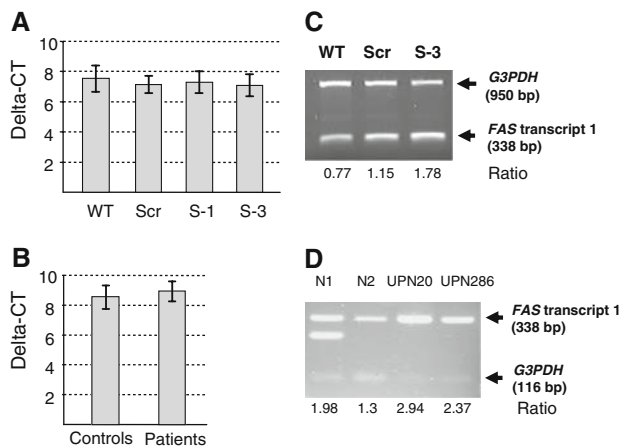 A
Delta-CT
10
8
6
4
2
WT Scr S-1 S-3
B
Delta-CT
10
8
6
4
2
Controls Patients
C
WT Scr S-3
G3PDH
(950 bp)
FAS transcript 1
(338 bp)
0.77 1.15 1.78 Ratio
D
N1 N2 UPN20 UPN286
FAS transcript 1
(338 bp)
G3PDH
(116 bp)
1.98 1.3 2.94 2.37 Ratio